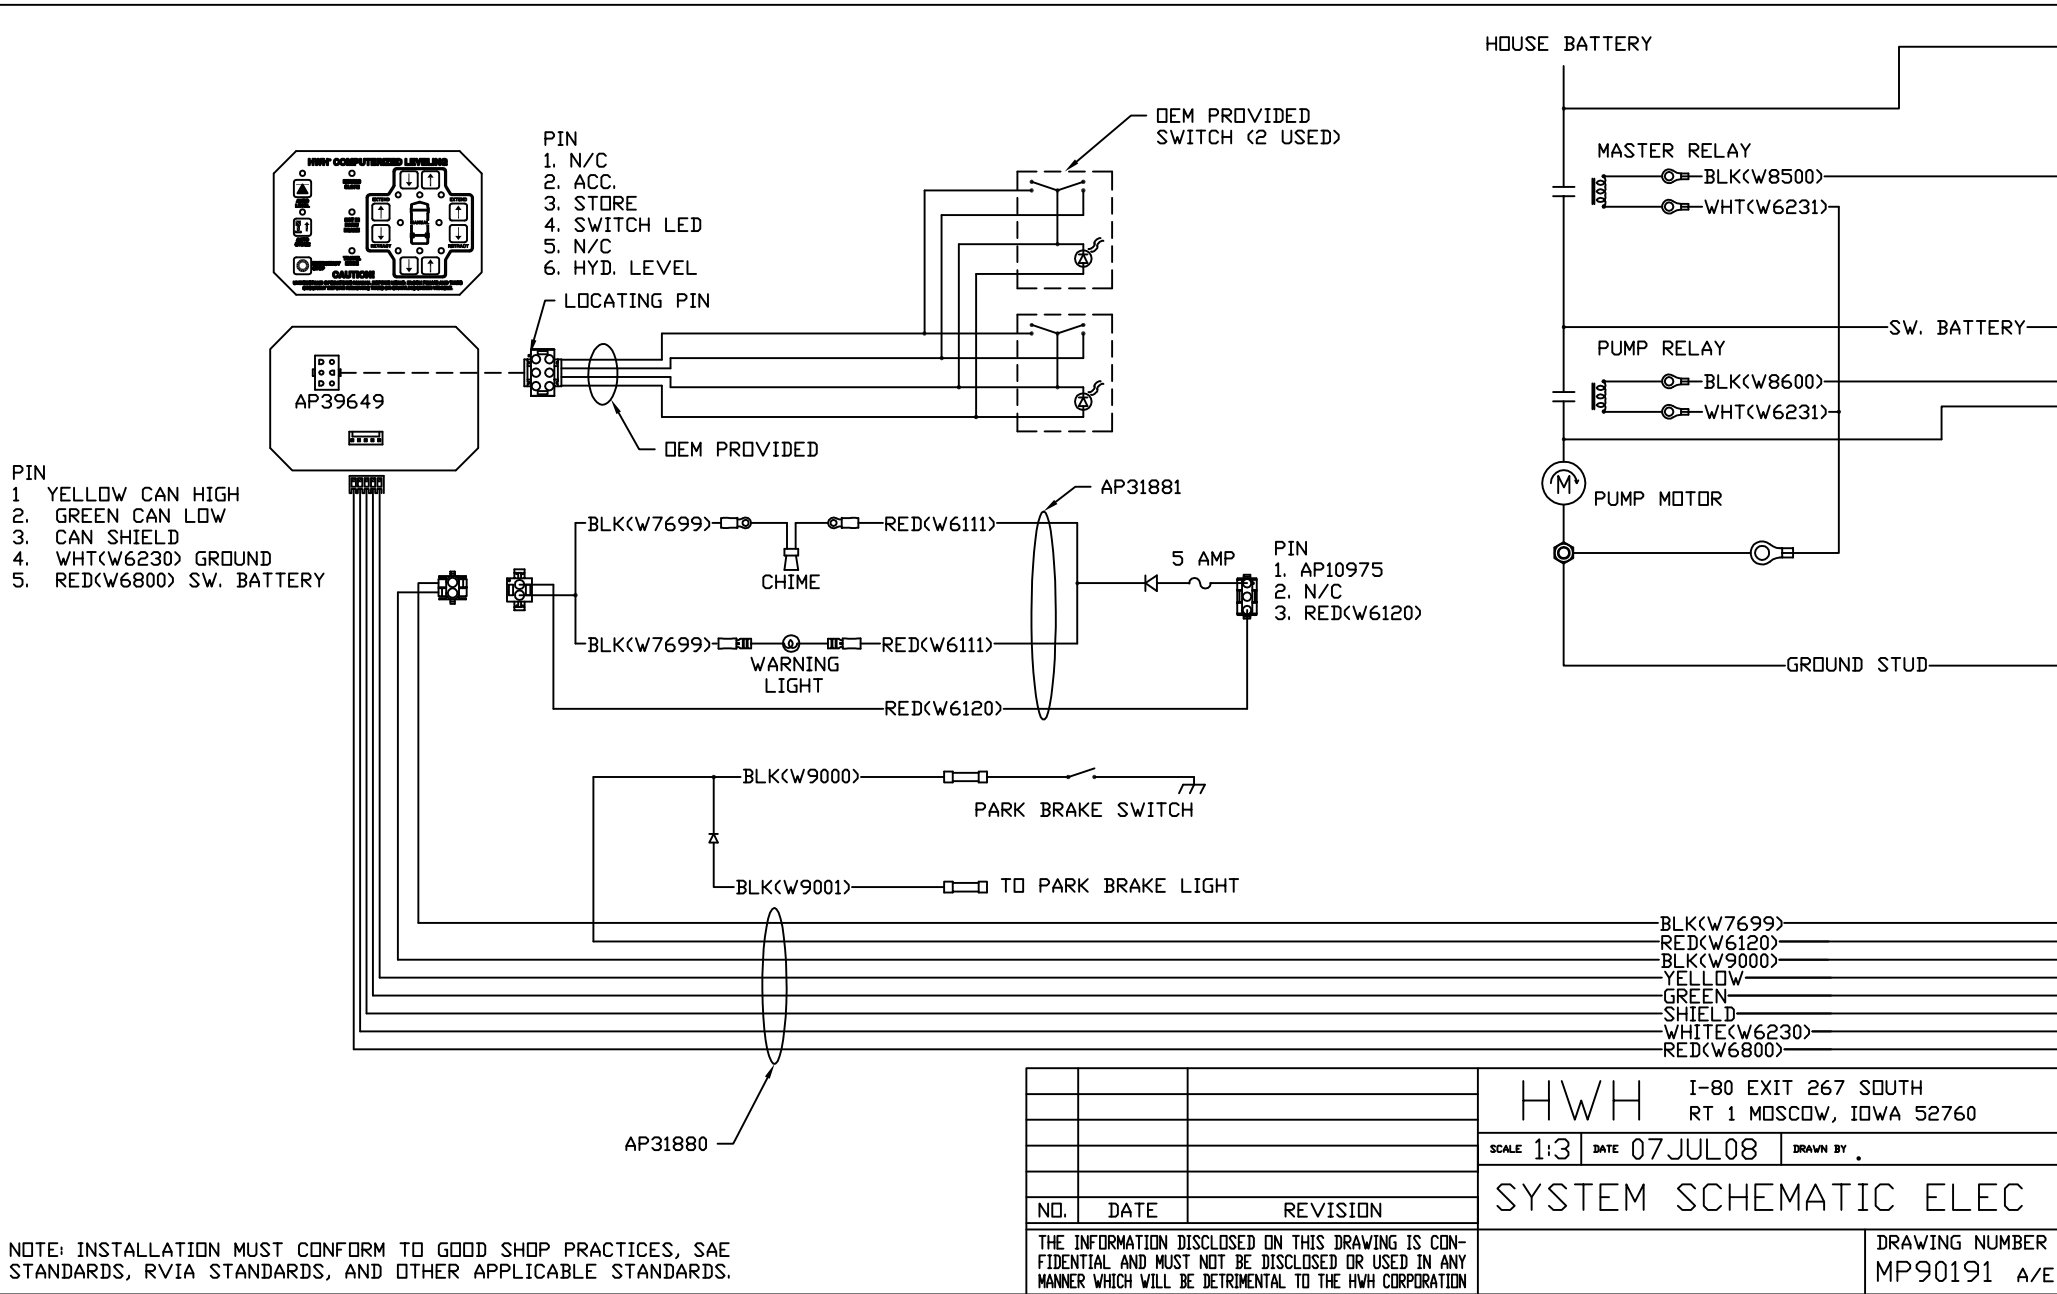 HOUSE BATTERY
OEM PROVIDED
SWITCH (2 USED)
PIN
1. N/C
2. ACC.
3. STORE
4. SWITCH LED
5. N/C
6. HYD. LEVEL
LOCATING PIN
HWH® COMPUTERIZED LEVELING
EXTEND
EXTEND
RETRACT
RETRACT
CAUTION!
AP39649
OEM PROVIDED
MASTER RELAY
BLK(W8500)
WHT(W6231)
SW. BATTERY
PUMP RELAY
BLK(W8600)
WHT(W6231)
M
PUMP MOTOR
GROUND STUD
PIN
1 YELLOW CAN HIGH
2. GREEN CAN LOW
3. CAN SHIELD
4. WHT(W6230) GROUND
5. RED(W6800) SW. BATTERY
AP31881
BLK(W7699)
RED(W6111)
CHIME
5 AMP
PIN
1. AP10975
2. N/C
3. RED(W6120)
BLK(W7699)
RED(W6111)
WARNING
LIGHT
RED(W6120)
BLK(W9000)
PARK BRAKE SWITCH
BLK(W9001)
TO PARK BRAKE LIGHT
BLK(W7699)
RED(W6120)
BLK(W9000)
YELLOW
GREEN
SHIELD
WHITE(W6230)
RED(W6800)
AP31880
NOTE: INSTALLATION MUST CONFORM TO GOOD SHOP PRACTICES, SAE
STANDARDS, RVIA STANDARDS, AND OTHER APPLICABLE STANDARDS.
NO. DATE REVISION
THE INFORMATION DISCLOSED ON THIS DRAWING IS CON-
FIDENTIAL AND MUST NOT BE DISCLOSED OR USED IN ANY
MANNER WHICH WILL BE DETRIMENTAL TO THE HWH CORPORATION
HWH
I-80 EXIT 267 SOUTH
RT 1 MOSCOW, IOWA 52760
SCALE 1:3 DATE 07JUL08 DRAWN BY .
SYSTEM SCHEMATIC ELEC
DRAWING NUMBER
MP90191 A/E